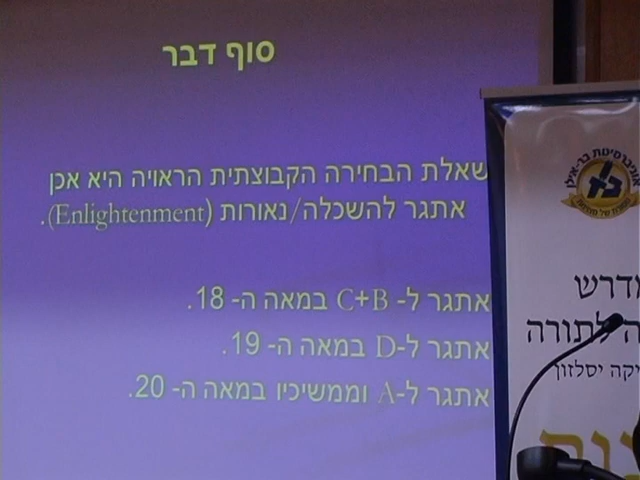 סוף דבר
שאלת הבחירה הקבוצתית הראויה היא אכן
אתגר להשכלה/נאורות (Enlightenment).
אתגר ל- C+B במאה ה- 18.
אתגר ל-D במאה ה- 19.
אתגר ל-A וממשיכיו במאה ה- 20.
אוניברסיטת בר-אילן
לתורה
יסלזון